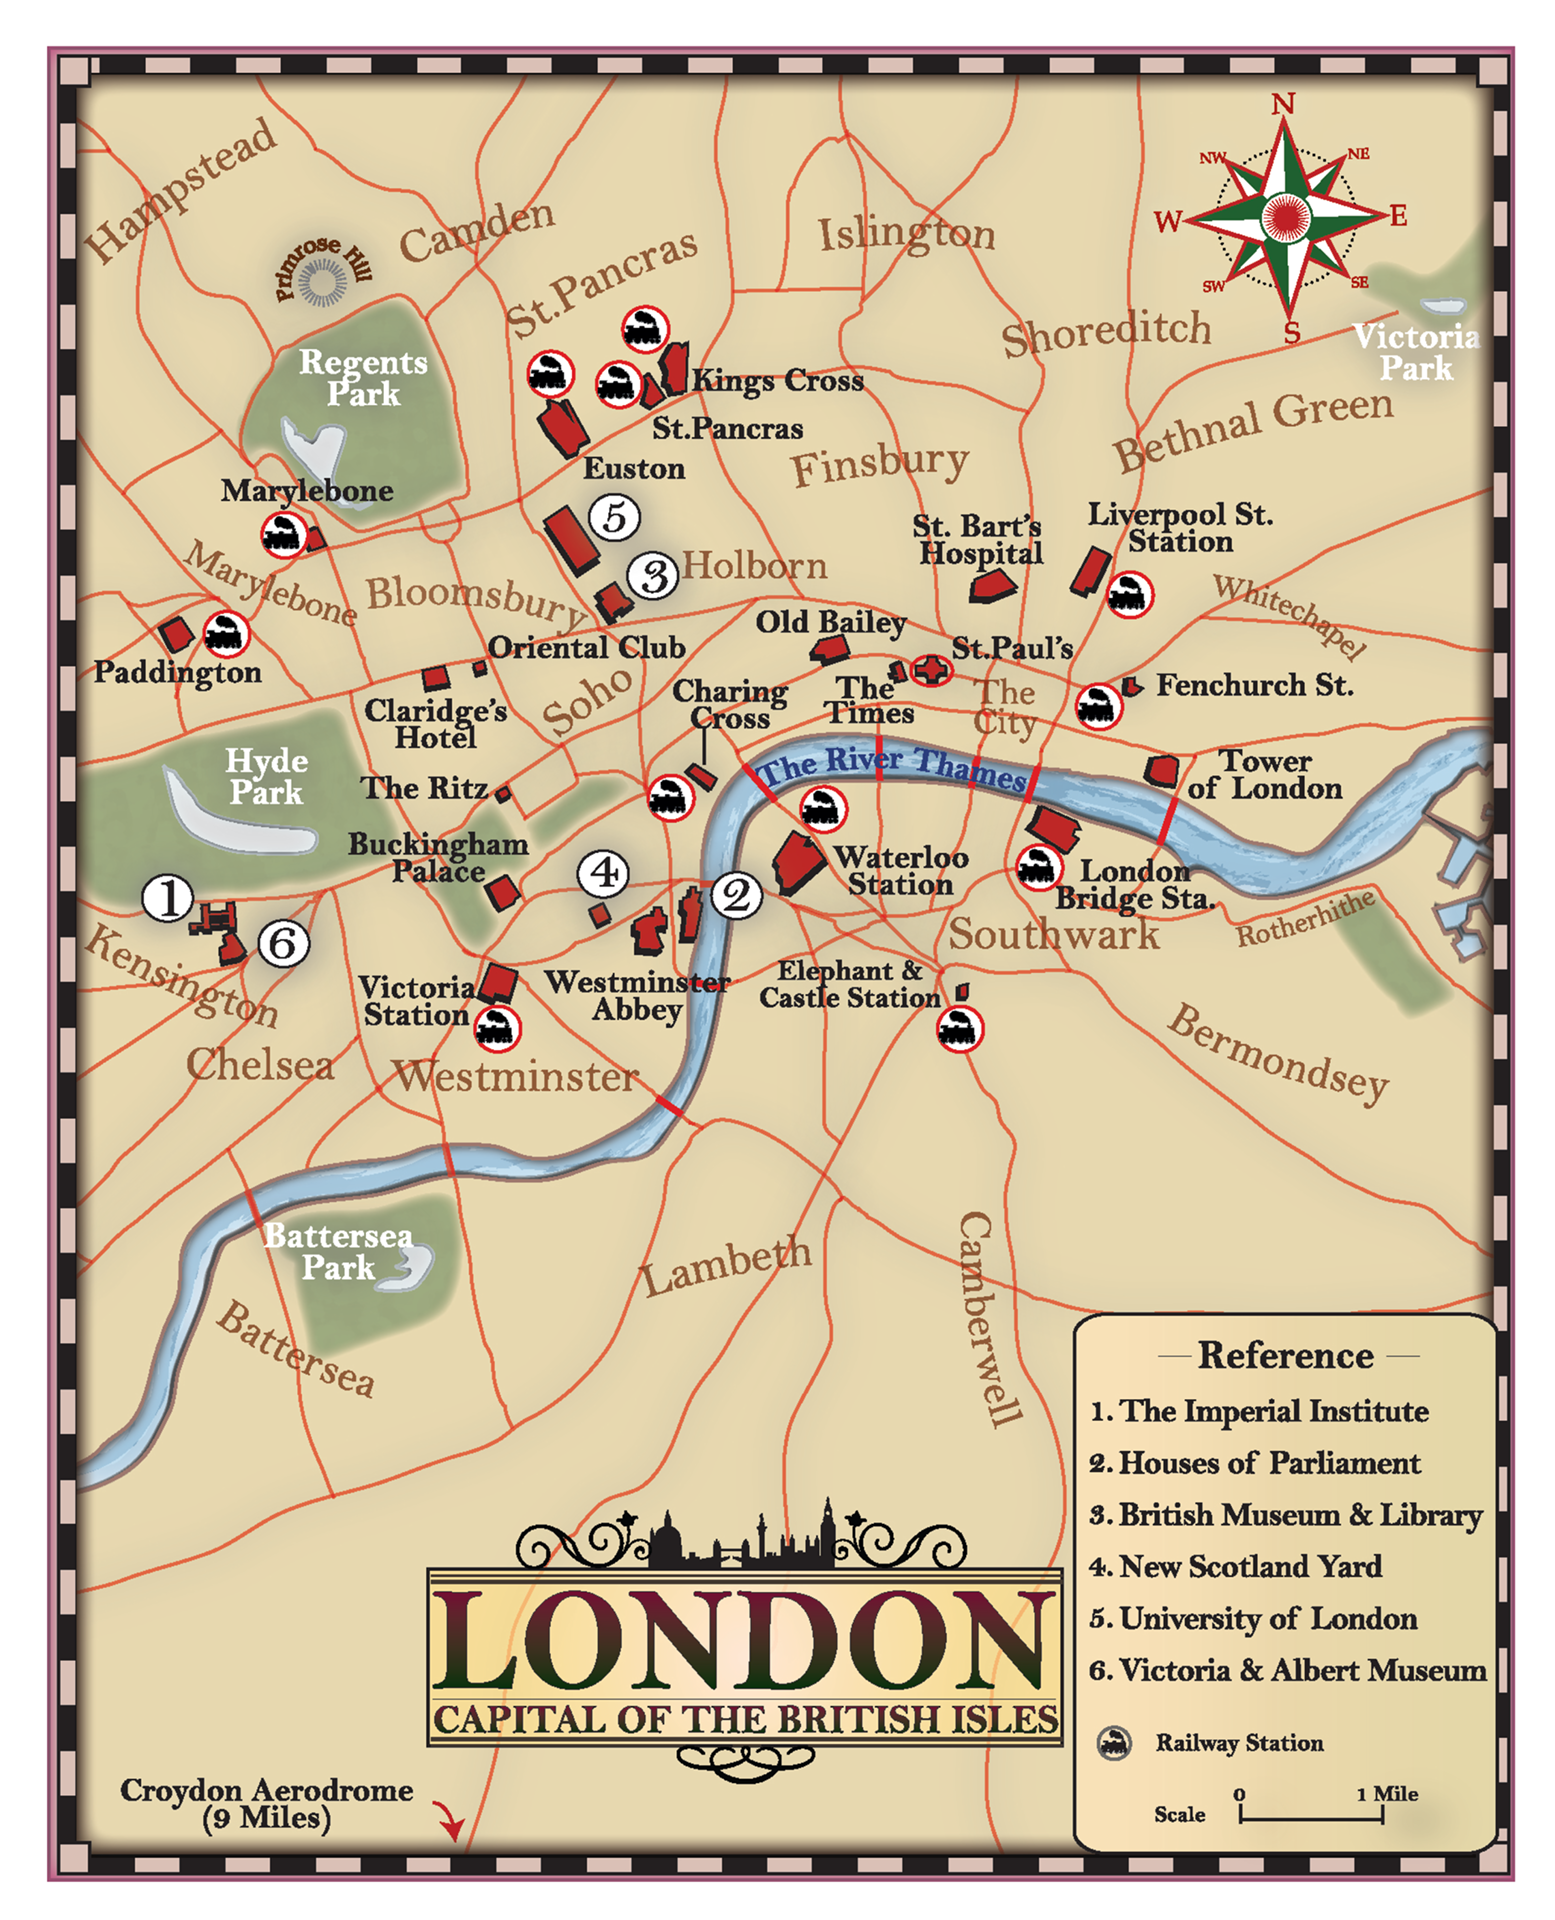 N
NW
NE
W
E
SW
SE
S
Hampstead
Camden
Primrose Hill
St.Pancras
Islington
Shoreditch
Victoria
Park
Regents
Park
Kings Cross
St.Pancras
Euston
Bethnal Green
Finsbury
Marylebone
5
St. Bart's
Hospital
Liverpool St.
Station
3
Holborn
Marylebone
Bloomsbury
Whitechapel
Old Bailey
Oriental Club
St.Paul's
Paddington
Soho
Charing
Cross
The
Times
The
City
Fenchurch St.
Claridge's
Hotel
Hyde
Park
The Ritz
The River Thames
Tower
of London
Buckingham
Palace
4
Waterloo
Station
London
Bridge Sta.
1
2
6
Southwark
Rotherhithe
Kensington
Victoria
Station
Westminster
Abbey
Elephant &
Castle Station
Bermondsey
Chelsea
Westminster
Battersea
Park
Lambeth
Camberwell
Battersea
Reference
1. The Imperial Institute
2. Houses of Parliament
3. British Museum & Library
4. New Scotland Yard
5. University of London
6. Victoria & Albert Museum
Railway Station
Scale
0
1 Mile
LONDON
CAPITAL OF THE BRITISH ISLES
Croydon Aerodrome
(9 Miles)